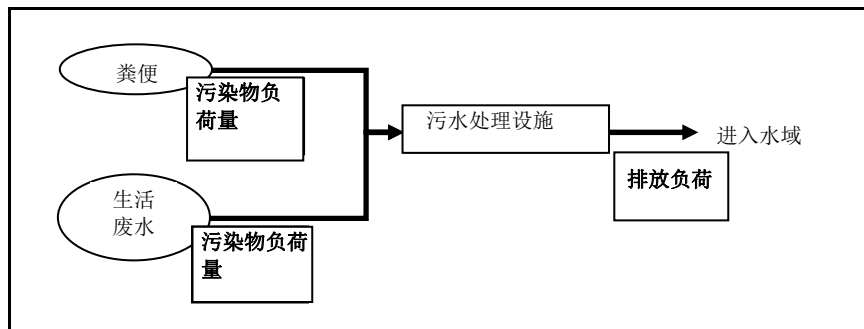 粪便
污染物负
荷量
污水处理设施
进入水域
排放负荷
生活
废水
污染物负荷
量